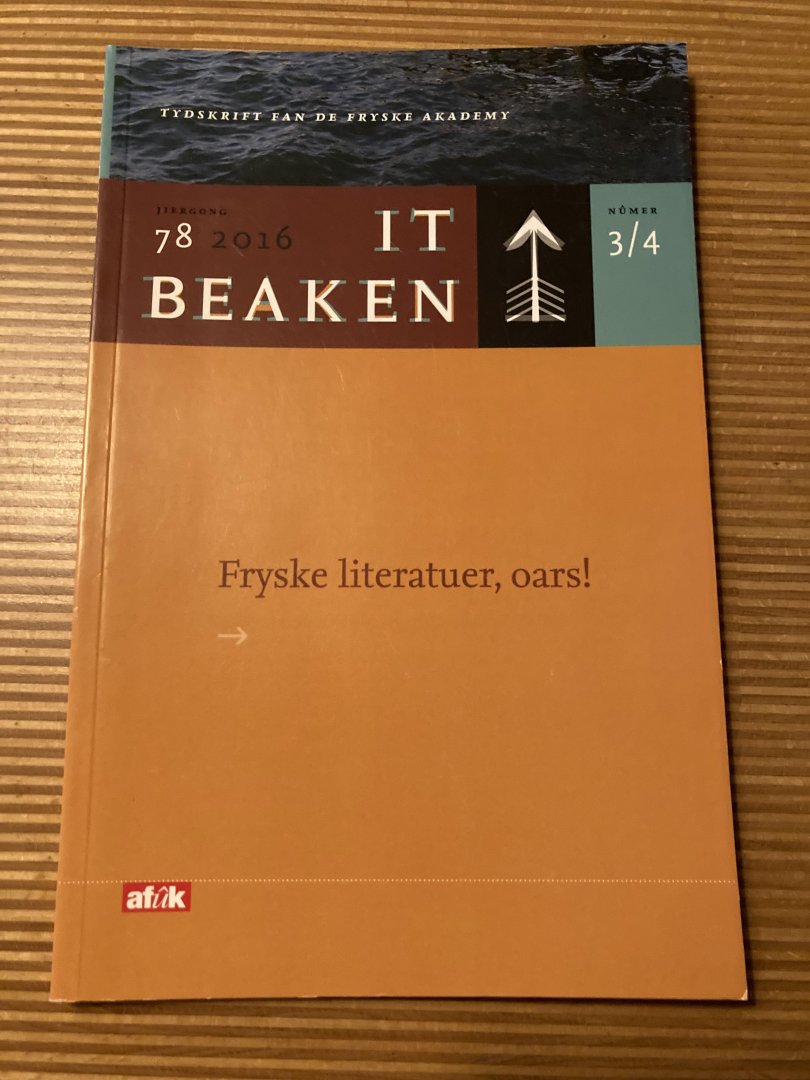 TYDSKRIFT FAN DE FRYSKE AKADEMY
JIERGONG
78 2016
IT
BEAKEN
NÛMER
3/4
Fryske literatuer, oars!
→
afûk